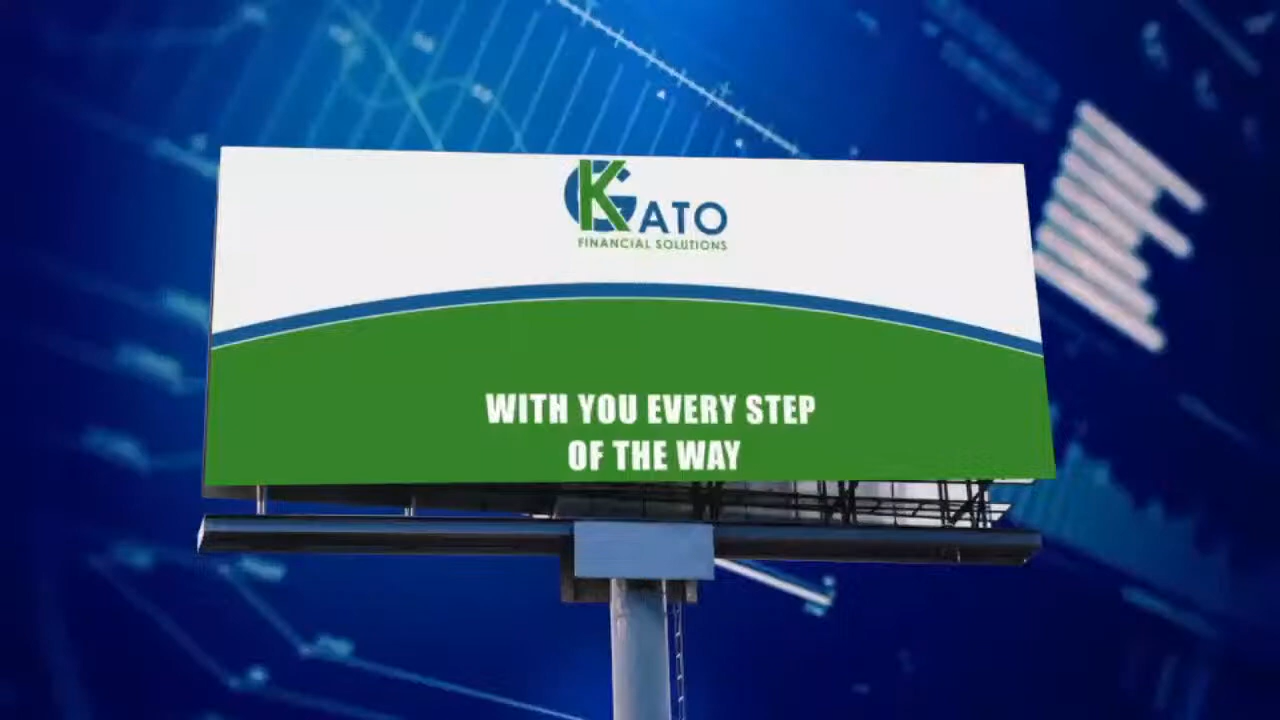 KGATO
FINANCIAL SOLUTIONS
WITH YOU EVERY STEP
OF THE WAY